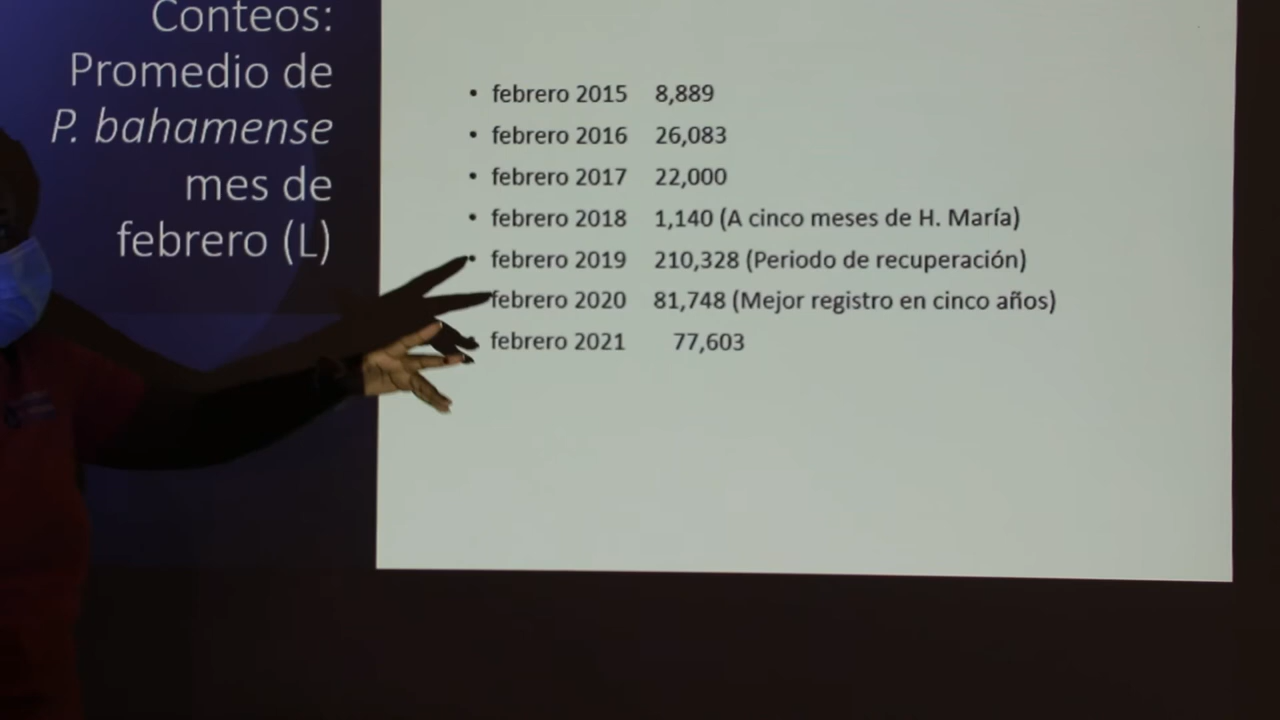 Conteos:
Promedio de
P. bahamense
mes de
febrero (L)
• febrero 2015 8,889
• febrero 2016 26,083
• febrero 2017 22,000
• febrero 2018 1,140 (A cinco meses de H. María)
• febrero 2019 210,328 (Periodo de recuperación)
febrero 2020 81,748 (Mejor registro en cinco años)
febrero 2021 77,603